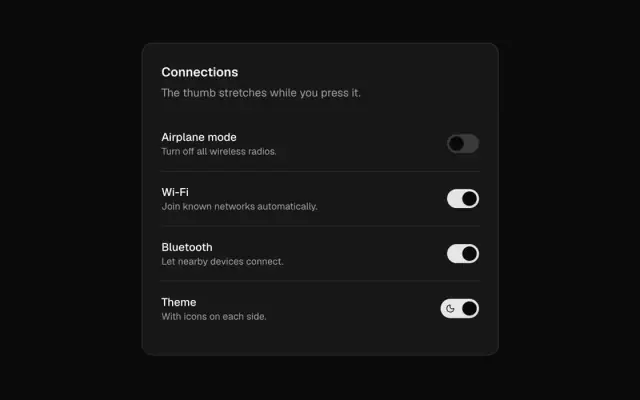 Connections
The thumb stretches while you press it.
Airplane mode
Turn off all wireless radios.
Wi-Fi
Join known networks automatically.
Bluetooth
Let nearby devices connect.
Theme
With icons on each side.